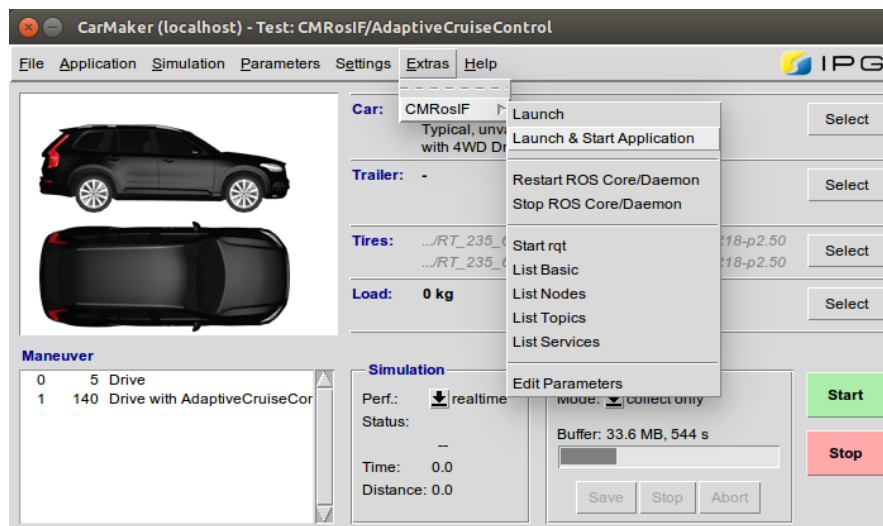 CarMaker (localhost) - Test: CMRosIF/AdaptiveCruiseControl
File Application Simulation Parameters Settings Extras Help
IPG
Car:
CMRosIF
Typical, unva
with 4WD Dr
Select
Launch
Launch & Start Application
Restart ROS Core/Daemon
Stop ROS Core/Daemon
Start rqt
List Basic
List Nodes
List Topics
List Services
Edit Parameters
Trailer: -
Select
Tires: .../RT_235_6 R18-p2.50
.../RT_235_6 R18-p2.50
Select
Load: 0 kg
Select
Maneuver
0 5 Drive
1 140 Drive with AdaptiveCruiseCor
Simulation
Perf.: realtime
Status:
--
Time: 0.0
Distance: 0.0
Mode: collect only
Buffer: 33.6 MB, 544 s
Save Stop Abort
Start
Stop